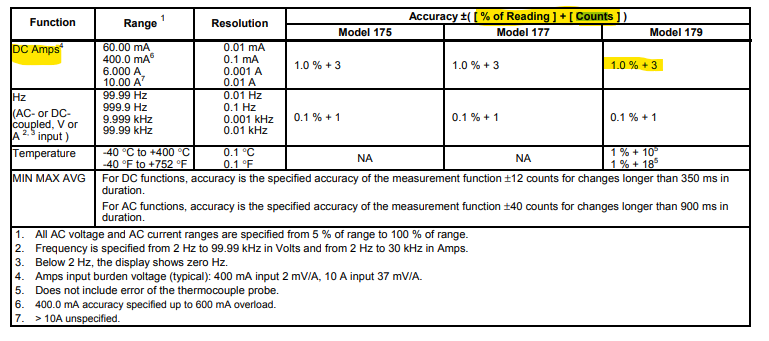 Function Range 1 Resolution Accuracy ±( [ % of Reading ] + [ Counts ] )
Model 175 Model 177 Model 179
DC Amps4 60.00 mA 0.01 mA 1.0 % + 3 1.0 % + 3 1.0 % + 3
400.0 mA6 0.1 mA
6.000 A 0.001 A
10.00 A7 0.01 A
Hz 99.99 Hz 0.01 Hz 0.1 % + 1 0.1 % + 1 0.1 % + 1
(AC- or DC- 999.9 Hz 0.1 Hz
coupled, V or 9.999 kHz 0.001 kHz
A 2, 3 input ) 99.99 kHz 0.01 kHz
Temperature -40 °C to +400 °C 0.1 °C NA NA 1 % + 105
-40 °F to +752 °F 0.1 °F 1 % + 185
MIN MAX AVG For DC functions, accuracy is the specified accuracy of the measurement function ±12 counts for changes longer than 350 ms in
duration.
For AC functions, accuracy is the specified accuracy of the measurement function ±40 counts for changes longer than 900 ms in
duration.
1. All AC voltage and AC current ranges are specified from 5 % of range to 100 % of range.
2. Frequency is specified from 2 Hz to 99.99 kHz in Volts and from 2 Hz to 30 kHz in Amps.
3. Below 2 Hz, the display shows zero Hz.
4. Amps input burden voltage (typical): 400 mA input 2 mV/A, 10 A input 37 mV/A.
5. Does not include error of the thermocouple probe.
6. 400.0 mA accuracy specified up to 600 mA overload.
7. > 10A unspecified.